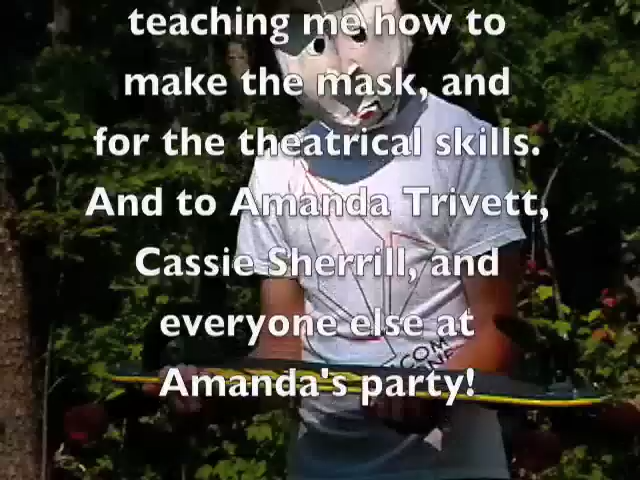 teaching me how to
make the mask, and
for the theatrical skills.
And to Amanda Trivett,
Cassie Sherrill, and
everyone else at
Amanda's party!
COM